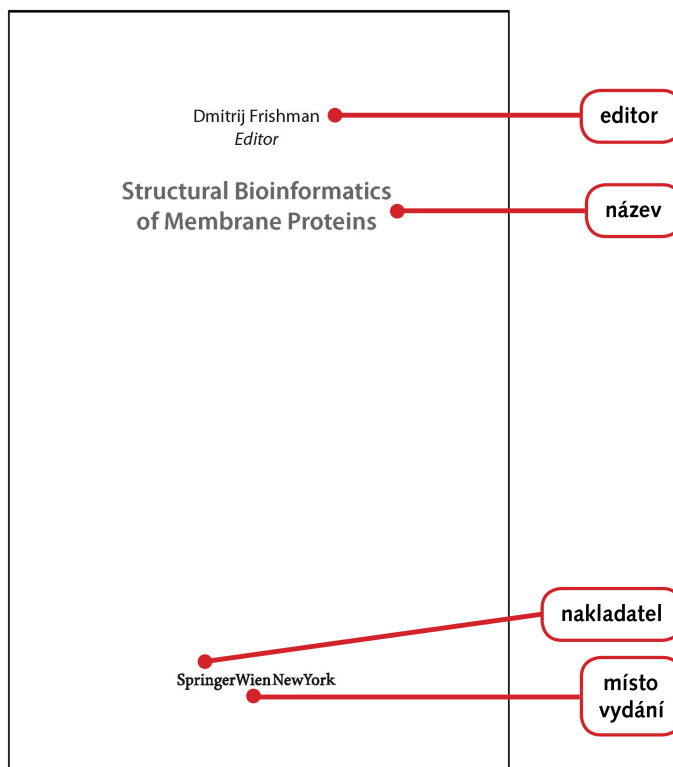 Dmitrij Frishman
Editor
editor
Structural Bioinformatics
of Membrane Proteins
název
nakladatel
SpringerWienNewYork
místo
vydání